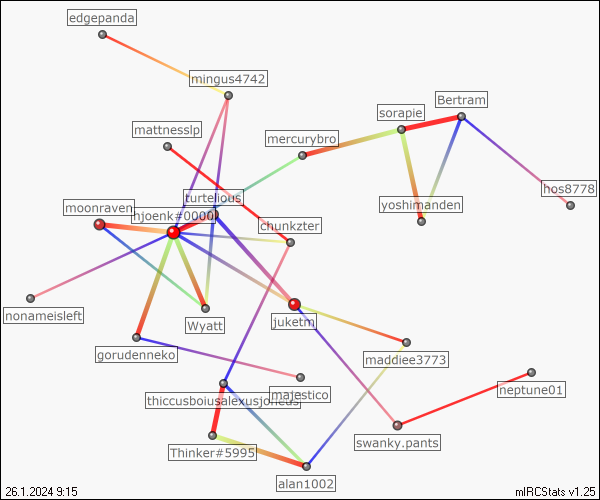 edgepanda
mingus4742
Bertram
sorapie
mattnesslp
mercurybro
hos8778
turtelious
moonraven
yoshimanden
hjoenk#0000
chunkzter
nonameisleft
Wyatt
juketm
gorudenneko
maddiee3773
neptune01
majestico
thiccusboiusalexusjoneus
swanky.pants
Thinker#5995
alan1002
26.1.2024 9:15
mIRCStats v1.25